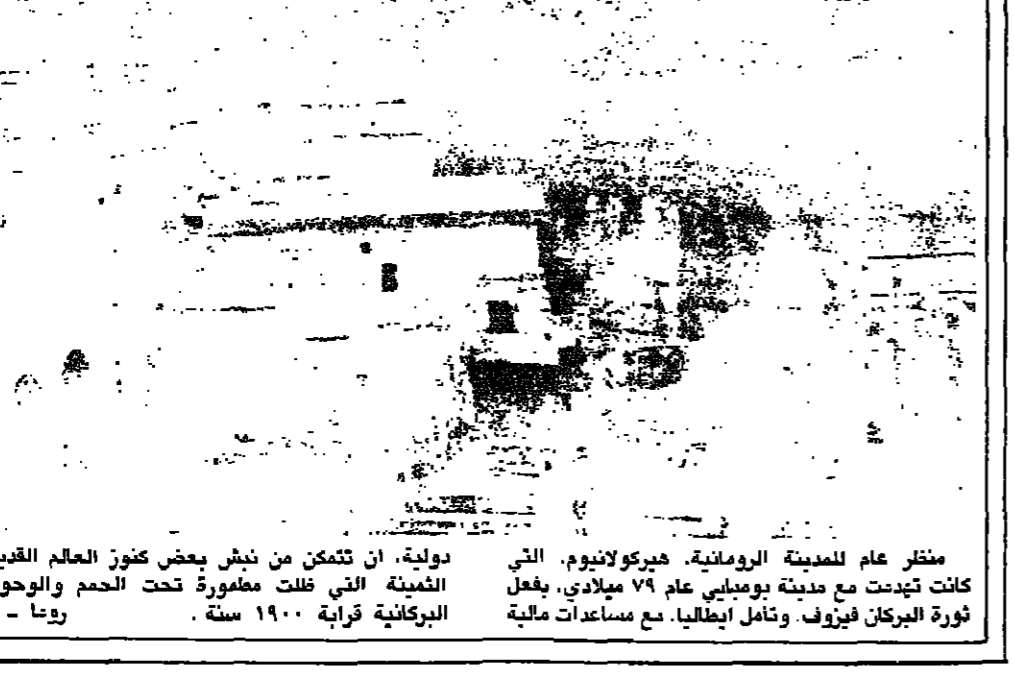 منظر عام للمدينة الرومانية، هيركولانيوم، التي
كانت تهدمت مع مدينة بومبايي عام ٧٩ ميلادي، بفعل
ثورة البركان فيزوف. وتأمل ايطاليا، مع مساعدات مالية
دولية، ان تتمكن من نبش بعض كنوز العالم
الثمينة التي ظلت مطمورة تحت الحمم
البركانية قرابة ١٩٠٠ سنة . روما -